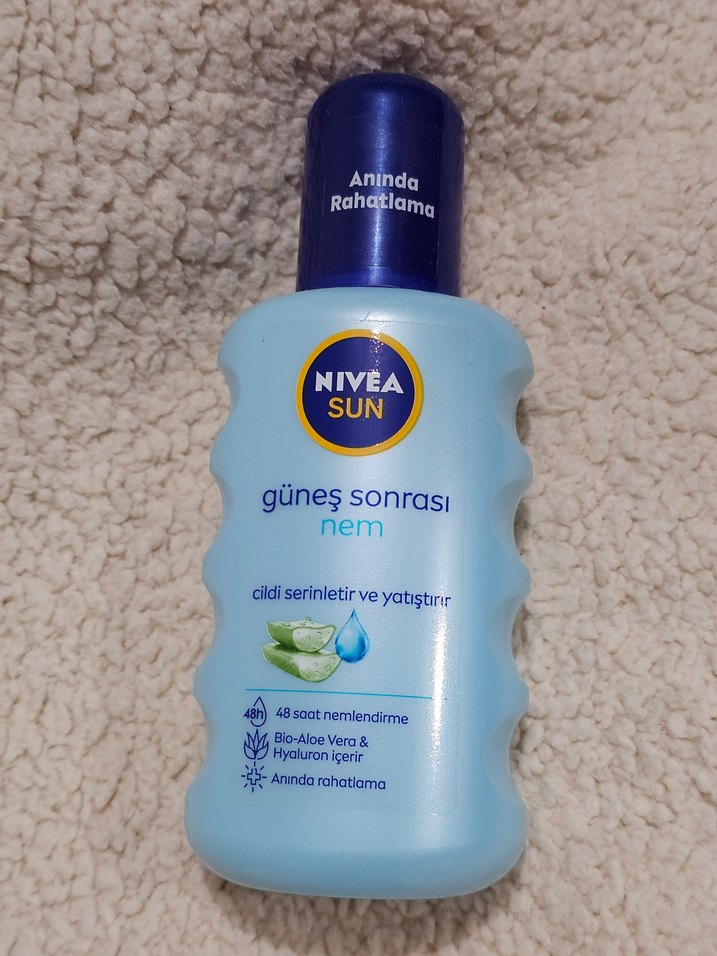 Anında
Rahatlama
NIVEA
SUN
güneş sonrası
nem
cildi serinletir ve yatıştırır
48h 48 saat nemlendirme
Bio-Aloe Vera &
Hyaluron içerir
Anında rahatlama